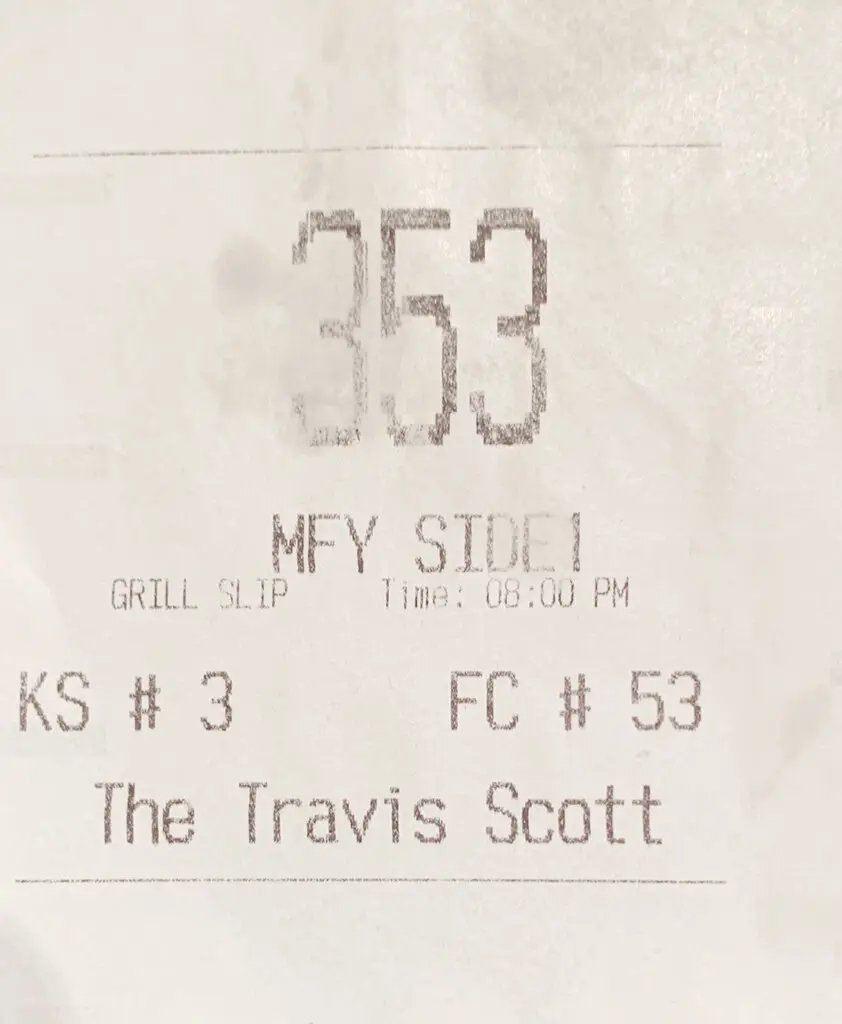 353
MFY SIDE1
GRILL SLIP Time: 08:00 PM
KS # 3 FC # 53
The Travis Scott